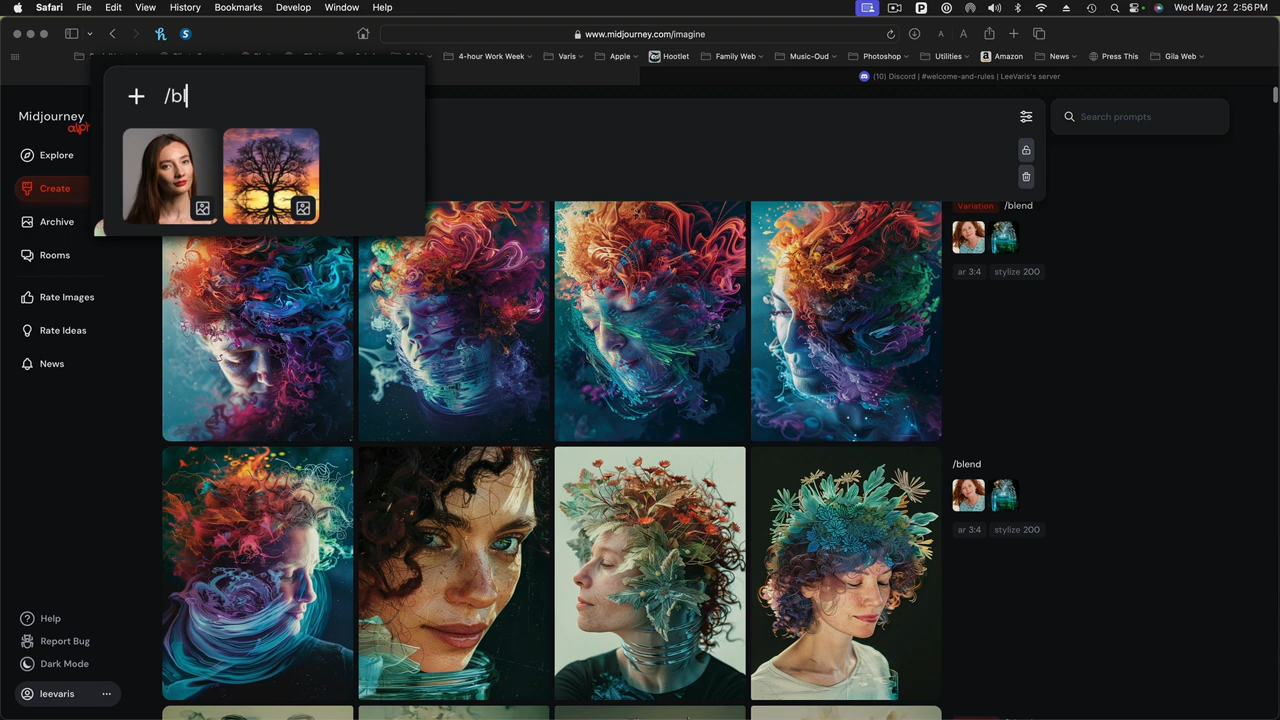 Safari File Edit View History Bookmarks Develop Window Help
Wed May 22 2:56 PM
www.midjourney.com/imagine
4-hour Work Week
Varis
Apple
Hootlet
Family Web
Music-Oud
Photoshop
Utilities
Amazon
News
Press This
Gila Web
(10) Discord | #welcome-and-rules | LeeVaris's server
/bl
Midjourney
Search prompts
Explore
Create
Archive
Rooms
Rate Images
Rate Ideas
News
Variation /blend
ar 3:4 stylize 200
/blend
ar 3:4 stylize 200
Help
Report Bug
Dark Mode
leevaris